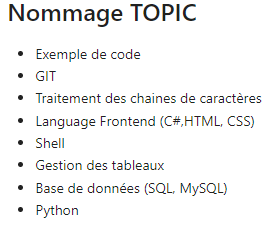 Nommage TOPIC
Exemple de code
GIT
Traitement des chaines de caractères
Language Frontend (C#,HTML, CSS)
Shell
Gestion des tableaux
Base de données (SQL, MySQL)
Python